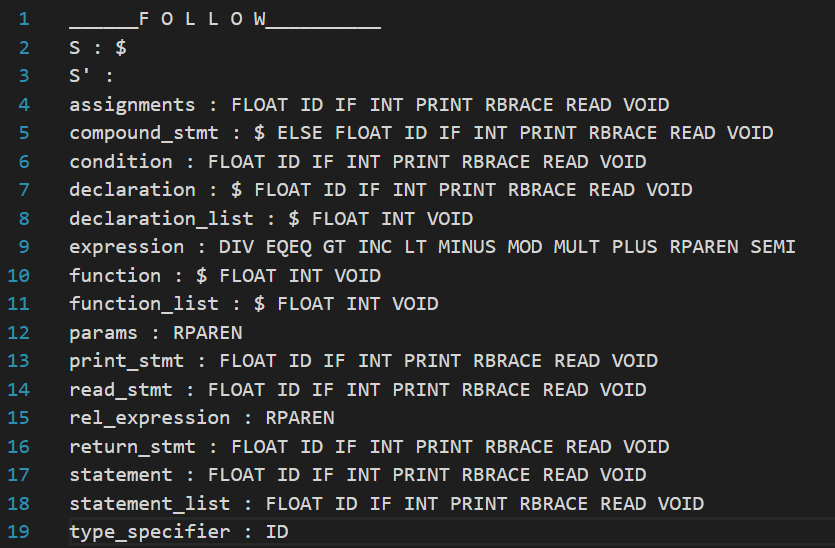 1 ______F O L L O W__________
2 S : $
3 S' :
4 assignments : FLOAT ID IF INT PRINT RBRACE READ VOID
5 compound_stmt : $ ELSE FLOAT ID IF INT PRINT RBRACE READ VOID
6 condition : FLOAT ID IF INT PRINT RBRACE READ VOID
7 declaration : $ FLOAT ID IF INT PRINT RBRACE READ VOID
8 declaration_list : $ FLOAT INT VOID
9 expression : DIV EQEQ GT INC LT MINUS MOD MULT PLUS RPAREN SEMI
10 function : $ FLOAT INT VOID
11 function_list : $ FLOAT INT VOID
12 params : RPAREN
13 print_stmt : FLOAT ID IF INT PRINT RBRACE READ VOID
14 read_stmt : FLOAT ID IF INT PRINT RBRACE READ VOID
15 rel_expression : RPAREN
16 return_stmt : FLOAT ID IF INT PRINT RBRACE READ VOID
17 statement : FLOAT ID IF INT PRINT RBRACE READ VOID
18 statement_list : FLOAT ID IF INT PRINT RBRACE READ VOID
19 type_specifier : ID